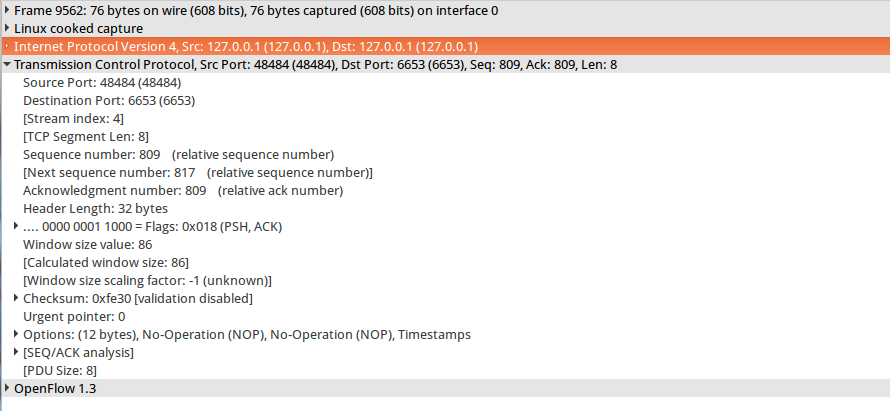 Frame 9562: 76 bytes on wire (608 bits), 76 bytes captured (608 bits) on interface 0
Linux cooked capture
Internet Protocol Version 4, Src: 127.0.0.1 (127.0.0.1), Dst: 127.0.0.1 (127.0.0.1)
Transmission Control Protocol, Src Port: 48484 (48484), Dst Port: 6653 (6653), Seq: 809, Ack: 809, Len: 8
Source Port: 48484 (48484)
Destination Port: 6653 (6653)
[Stream index: 4]
[TCP Segment Len: 8]
Sequence number: 809 (relative sequence number)
[Next sequence number: 817 (relative sequence number)]
Acknowledgment number: 809 (relative ack number)
Header Length: 32 bytes
.... 0000 0001 1000 = Flags: 0x018 (PSH, ACK)
Window size value: 86
[Calculated window size: 86]
[Window size scaling factor: -1 (unknown)]
Checksum: 0xfe30 [validation disabled]
Urgent pointer: 0
Options: (12 bytes), No-Operation (NOP), No-Operation (NOP), Timestamps
[SEQ/ACK analysis]
[PDU Size: 8]
OpenFlow 1.3